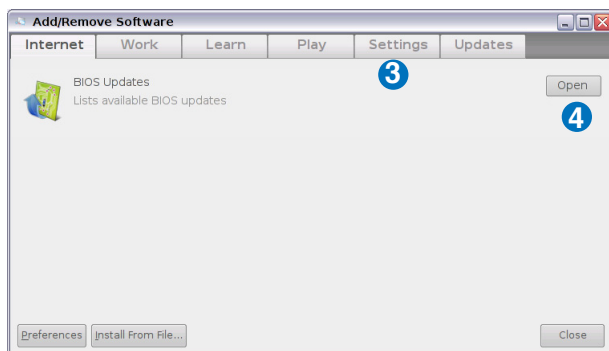 Add/Remove Software
Internet Work Learn Play Settings Updates
3
BIOS Updates
Lists available BIOS updates
Open
4
Preferences Install From File... Close